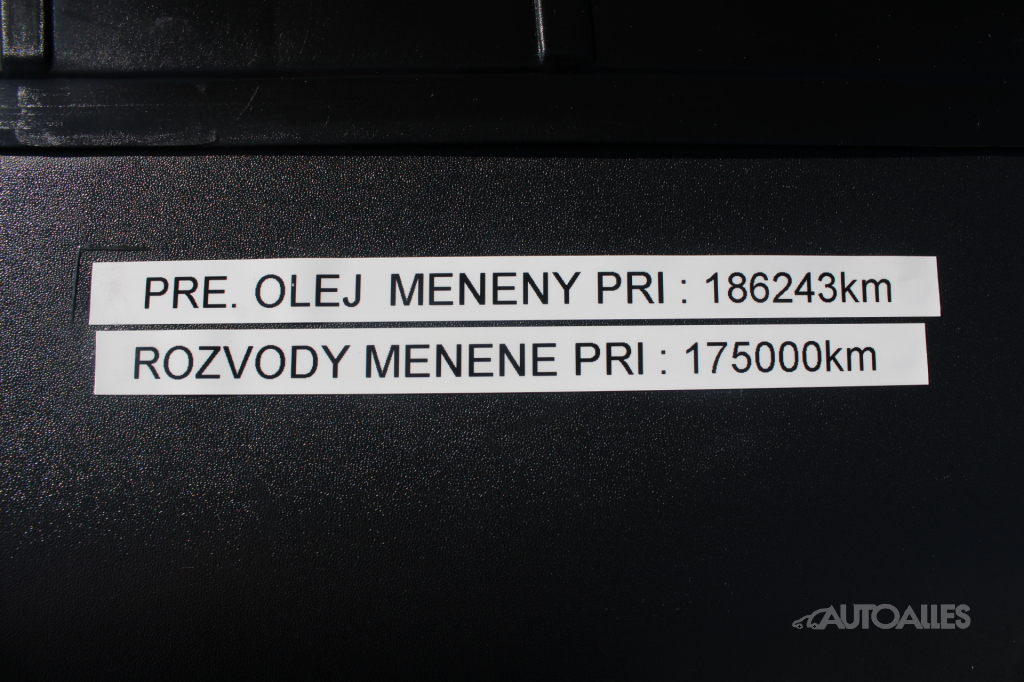 PRE. OLEJ MENENY PRI : 186243km
ROZVODY MENENE PRI : 175000km
AUTOALLES